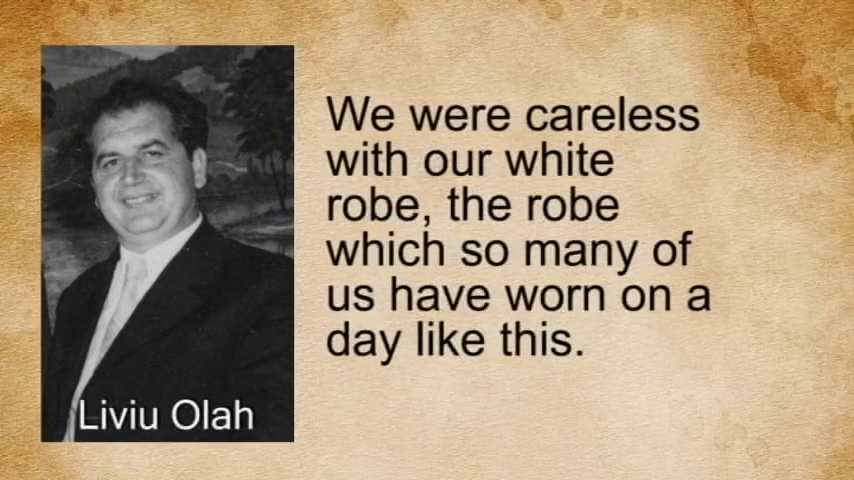 We were careless
with our white
robe, the robe
which so many of
us have worn on a
day like this.
Liviu Olah